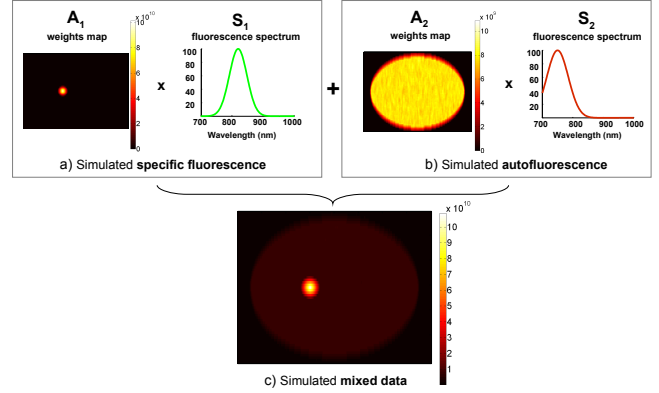 A1
weights map
x 10^10
10
8
6
4
2
0
x
S1
fluorescence spectrum
100
80
60
40
20
700 800 900 1000
Wavelength (nm)
a) Simulated specific fluorescence
+
A2
weights map
10
8
6
4
2
0
x
S2
fluorescence spectrum
100
80
60
40
20
700 800 900 1000
Wavelength (nm)
b) Simulated autofluorescence
x 10^10
10
9
8
7
6
5
4
3
2
1
c) Simulated mixed data